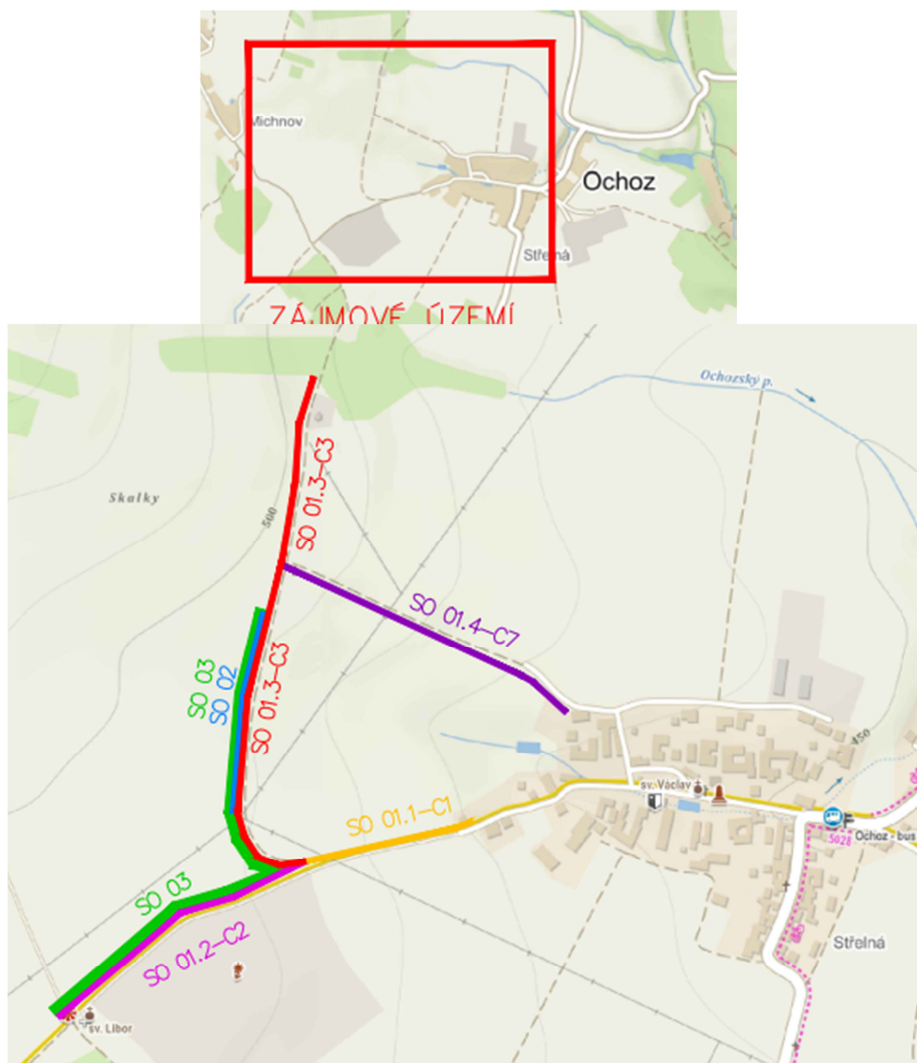 Michnov
Ochoz
Střelná
ZÁJMOVÉ ÚZEMÍ
Ochozský p.
Skalky
500
SO 01.3-C3
SO 01.4-C7
SO 03
SO 02
SO 01.3-C3
450
sv. Václav
SO 01.1-C1
5028
Ochoz - bus
SO 03
SO 01.2-C2
Střelná
sv. Libor